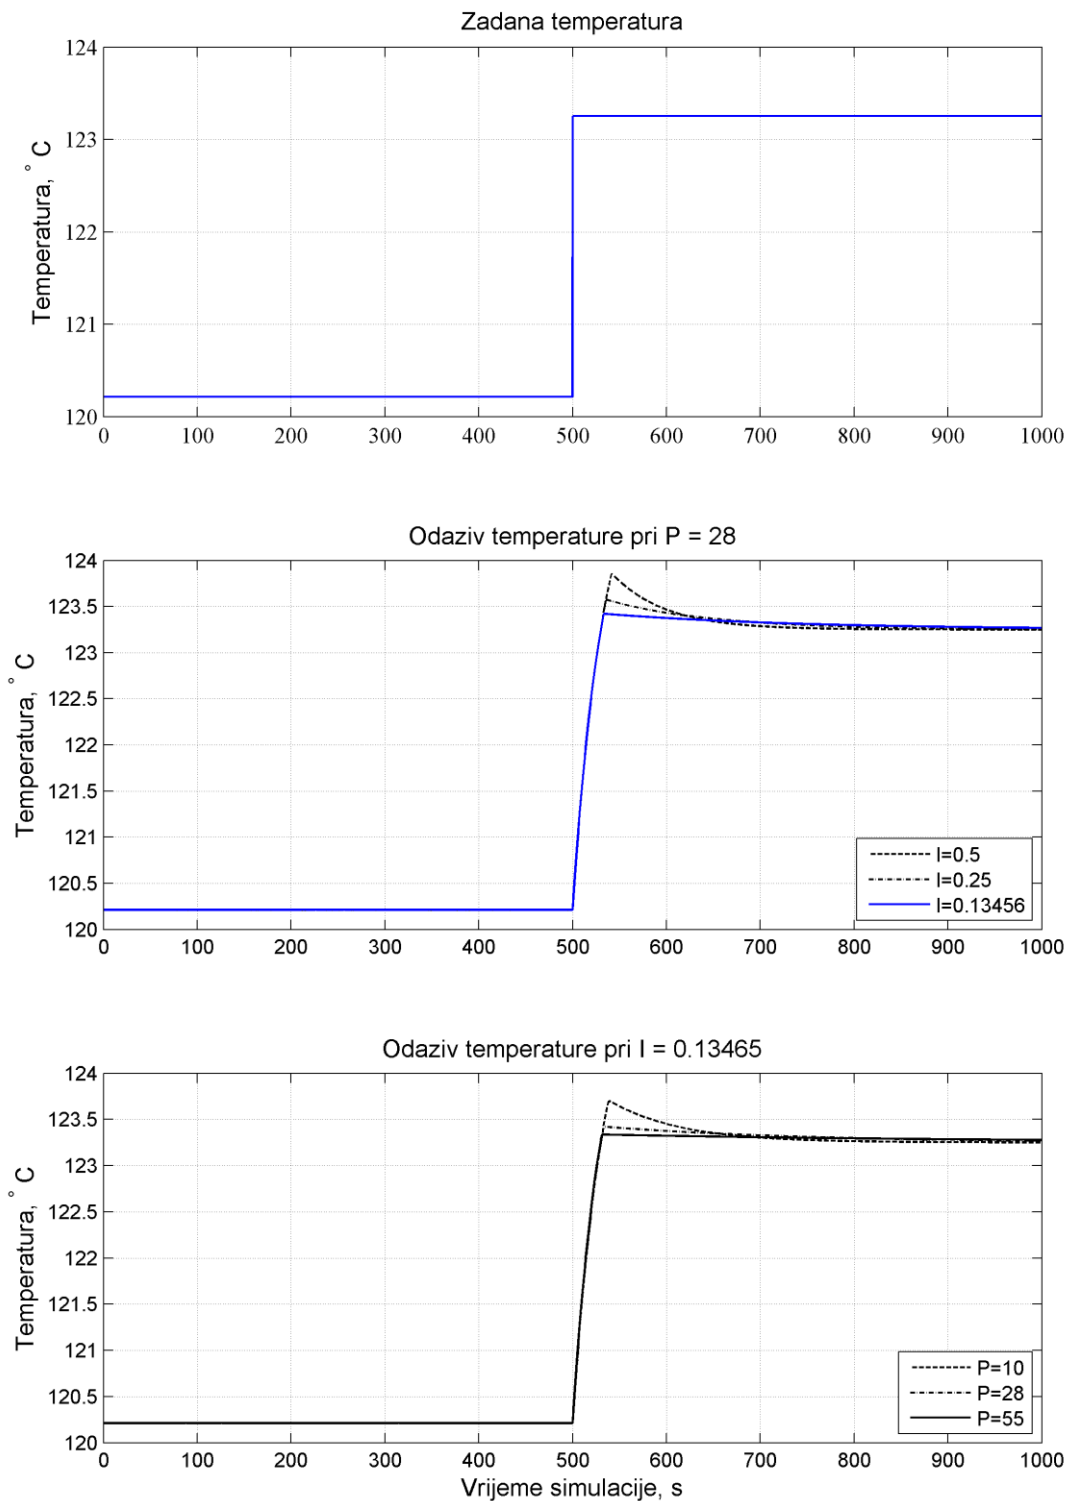 Zadana temperatura
124
123
122
121
120
Temperatura, ° C
0 100 200 300 400 500 600 700 800 900 1000
Odaziv temperature pri P = 28
124
123.5
123
122.5
122
121.5
121
120.5
120
Temperatura, ° C
I=0.5
I=0.25
I=0.13456
0 100 200 300 400 500 600 700 800 900 1000
Odaziv temperature pri I = 0.13465
124
123.5
123
122.5
122
121.5
121
120.5
120
Temperatura, ° C
P=10
P=28
P=55
0 100 200 300 400 500 600 700 800 900 1000
Vrijeme simulacije, s